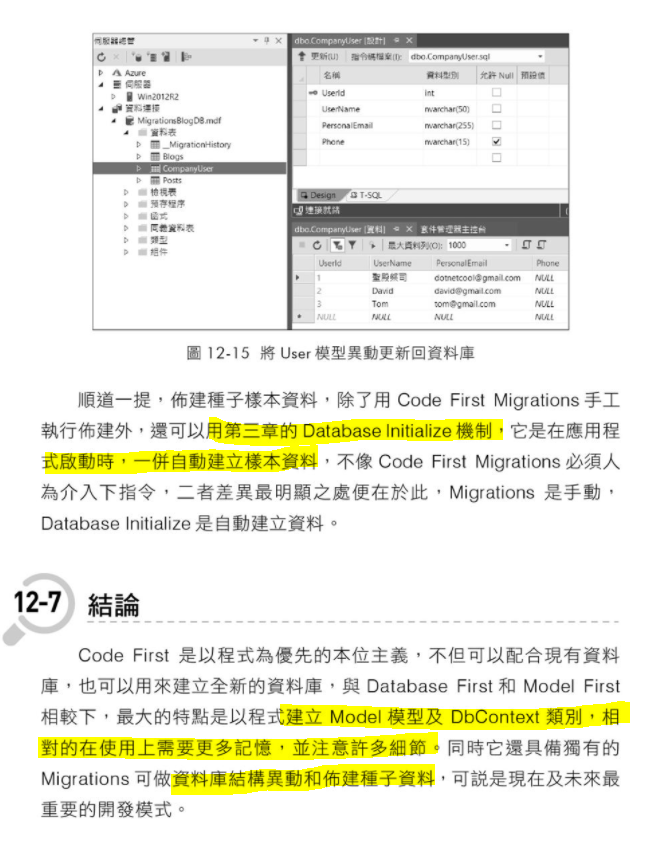 伺服器總管
Azure
伺服器
Win2012R2
資料連接
MigrationsBlogDB.mdf
資料表
__MigrationHistory
Blogs
CompanyUser
Posts
檢視表
預存程序
函式
同義資料表
類型
組件
dbo.CompanyUser [設計]
更新(U) 指令碼檔案(I): dbo.CompanyUser.sql
名稱 資料型別 允許 Null 預設值
UserId int
UserName nvarchar(50)
PersonalEmail nvarchar(255)
Phone nvarchar(15)
Design T-SQL
連接就緒
dbo.CompanyUser [資料] 套件管理器主控台
最大資料列(O): 1000
UserId UserName PersonalEmail Phone
1 聖殿祭司 dotnetcool@gmail.com NULL
2 David david@gmail.com NULL
3 Tom tom@gmail.com NULL
NULL NULL NULL NULL
圖 12-15 將 User 模型異動更新回資料庫
順道一提,佈建種子樣本資料,除了用 Code First Migrations 手工
執行佈建外,還可以用第三章的 Database Initialize 機制,它是在應用程
式啟動時,一併自動建立樣本資料,不像 Code First Migrations 必須人
為介入下指令,二者差異最明顯之處便在於此,Migrations 是手動,
Database Initialize 是自動建立資料。
12-7 結論
Code First 是以程式為優先的本位主義,不但可以配合現有資料
庫,也可以用來建立全新的資料庫,與 Database First 和 Model First
相較下,最大的特點是以程式建立 Model 模型及 DbContext 類別,相
對的在使用上需要更多記憶,並注意許多細節。同時它還具備獨有的
Migrations 可做資料庫結構異動和佈建種子資料,可說是現在及未來最
重要的開發模式。